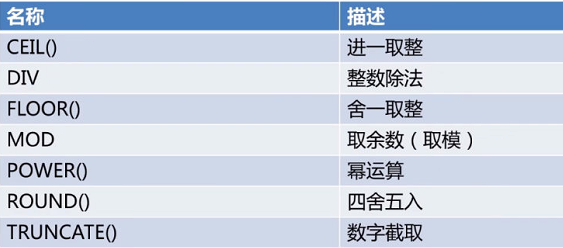 名称 描述
CEIL() 进一取整
DIV 整数除法
FLOOR() 舍一取整
MOD 取余数（取模）
POWER() 幂运算
ROUND() 四舍五入
TRUNCATE() 数字截取